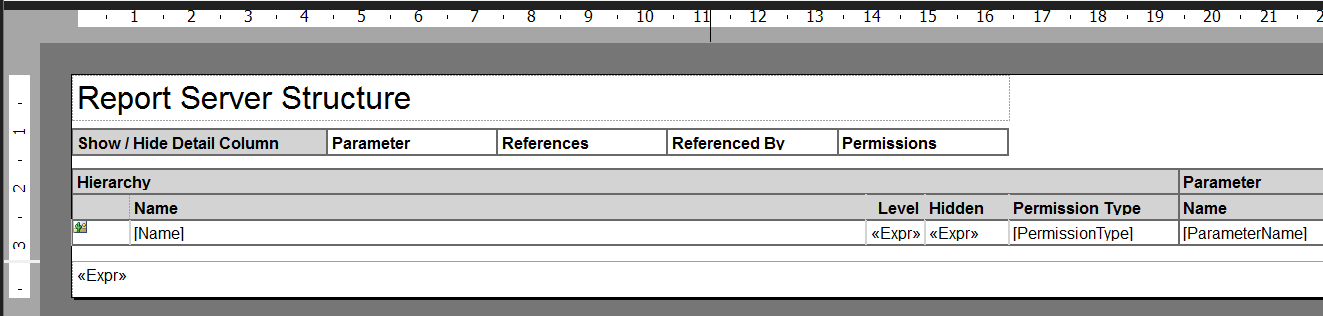 1 2 3 4 5 6 7 8 9 10 11 12 13 14 15 16 17 18 19 20 21 2
Report Server Structure
1
Show / Hide Detail Column Parameter References Referenced By Permissions
Hierarchy Parameter
2
Name Level Hidden Permission Type Name
[Name] «Expr» «Expr» [PermissionType] [ParameterName]
3
«Expr»